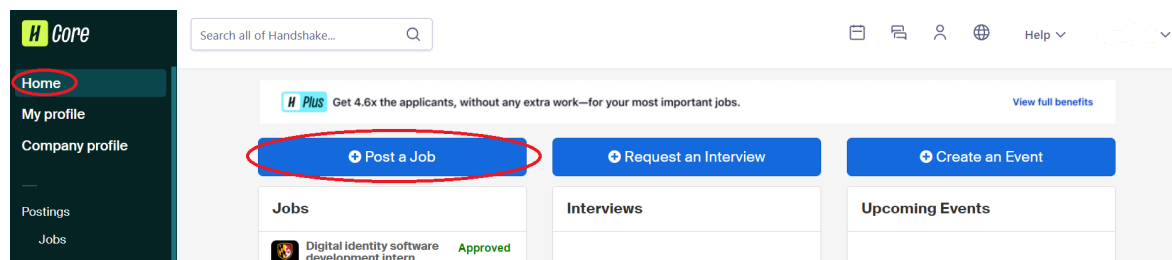 H Core
Search all of Handshake...
Help
Home
My profile
Company profile
H Plus Get 4.6x the applicants, without any extra work—for your most important jobs.
View full benefits
Post a Job
Request an Interview
Create an Event
Postings
Jobs
Jobs
Interviews
Upcoming Events
Digital identity software
development intern
Approved